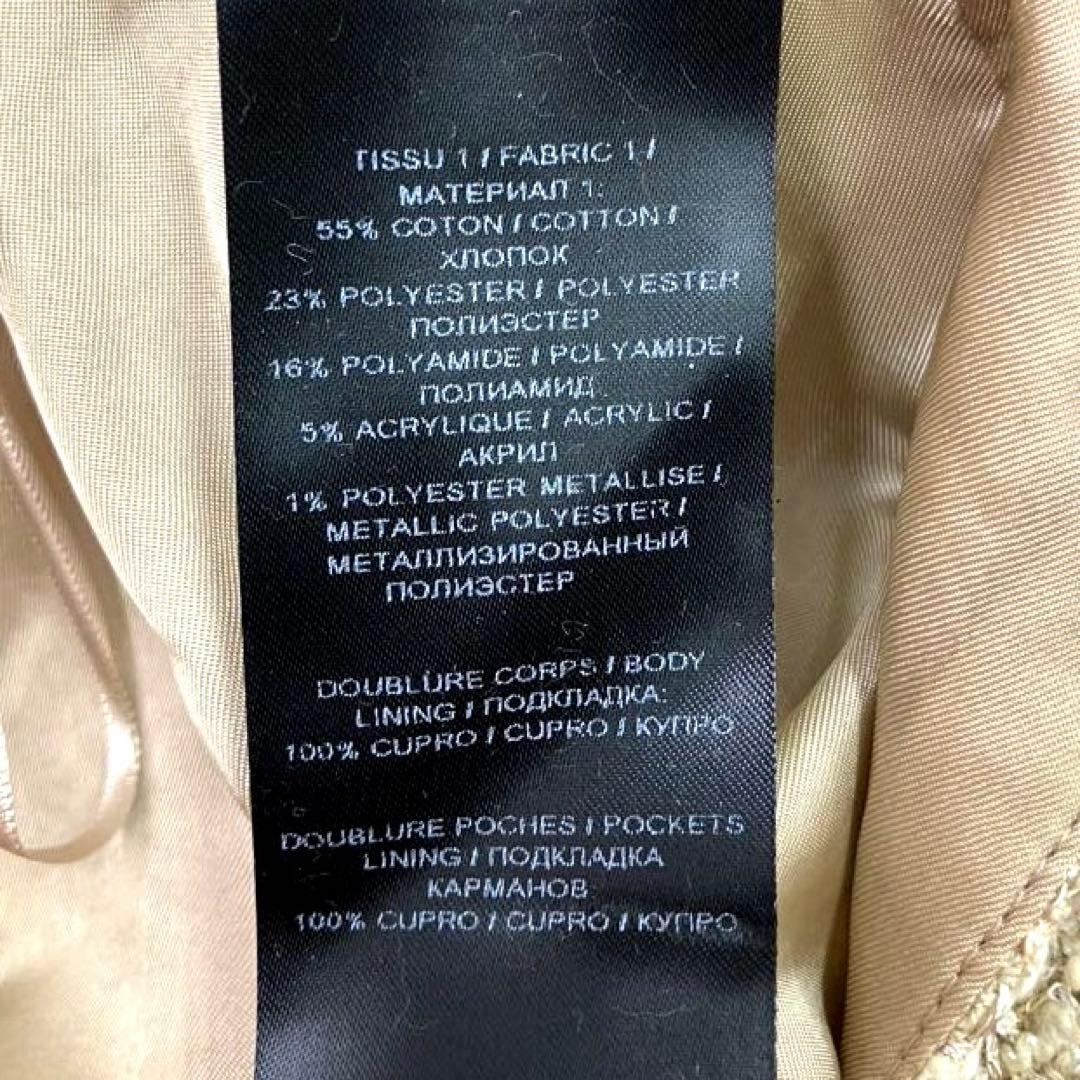 TISSU 1 / FABRIC 1 /
МАТЕРИАЛ 1:
55% COTON / COTTON /
ХЛОПОК
23% POLYESTER / POLYESTER
ПОЛИЭСТЕР
16% POLYAMIDE / POLYAMIDE /
ПОЛИАМИД
5% ACRYLIQUE / ACRYLIC /
АКРИЛ
1% POLYESTER METALLISE /
METALLIC POLYESTER /
МЕТАЛЛИЗИРОВАННЫЙ
ПОЛИЭСТЕР
DOUBLURE CORPS / BODY
LINING / ПОДКЛАДКА:
100% CUPRO / CUPRO / КУПРО
DOUBLURE POCHES / POCKETS
LINING / ПОДКЛАДКА
КАРМАНОВ
100% CUPRO / CUPRO / КУПРО